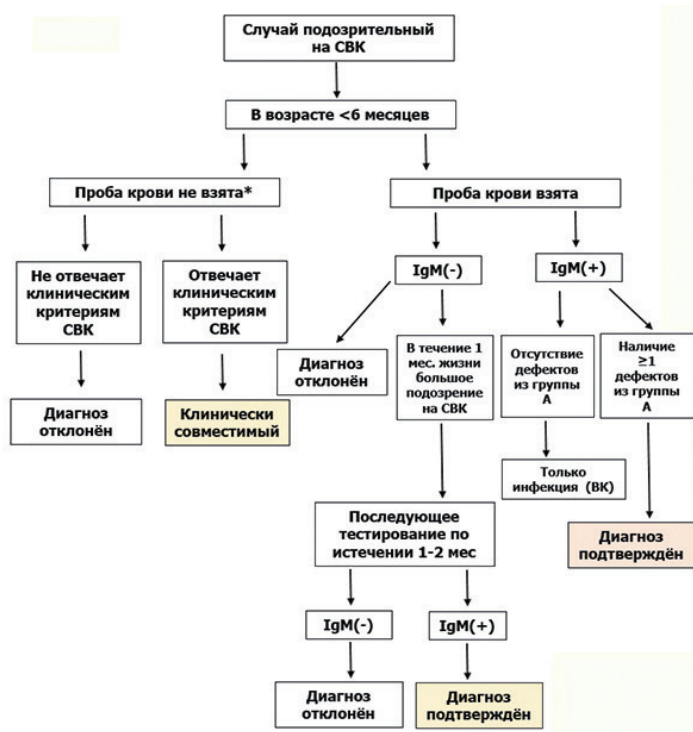 Случай подозрительный
на СВК
В возрасте <6 месяцев
Проба крови не взята*
Проба крови взята
Не отвечает
клиническим
критериям
СВК
Отвечает
клиническим
критериям
СВК
IgM(-)
IgM(+)
Диагноз
отклонён
В течение 1
мес. жизни
большое
подозрение
на СВК
Отсутствие
дефектов
из группы
А
Наличие
≥1
дефектов
из группы
А
Диагноз
отклонён
Клинически
совместимый
Только
инфекция (ВК)
Последующее
тестирование по
истечении 1-2 мес
Диагноз
подтверждён
IgM(-)
IgM(+)
Диагноз
отклонён
Диагноз
подтверждён